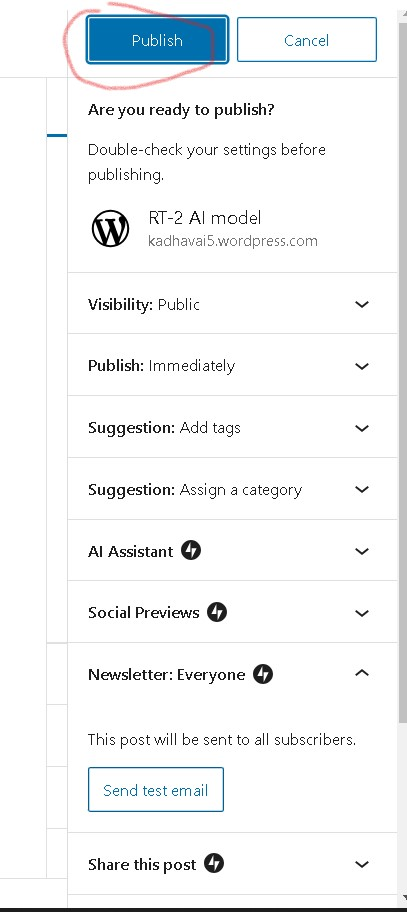 Publish
Cancel
Are you ready to publish?
Double-check your settings before
publishing.
RT-2 AI model
kadhavai5.wordpress.com
Visibility: Public
Publish: Immediately
Suggestion: Add tags
Suggestion: Assign a category
AI Assistant
Social Previews
Newsletter: Everyone
This post will be sent to all subscribers.
Send test email
Share this post